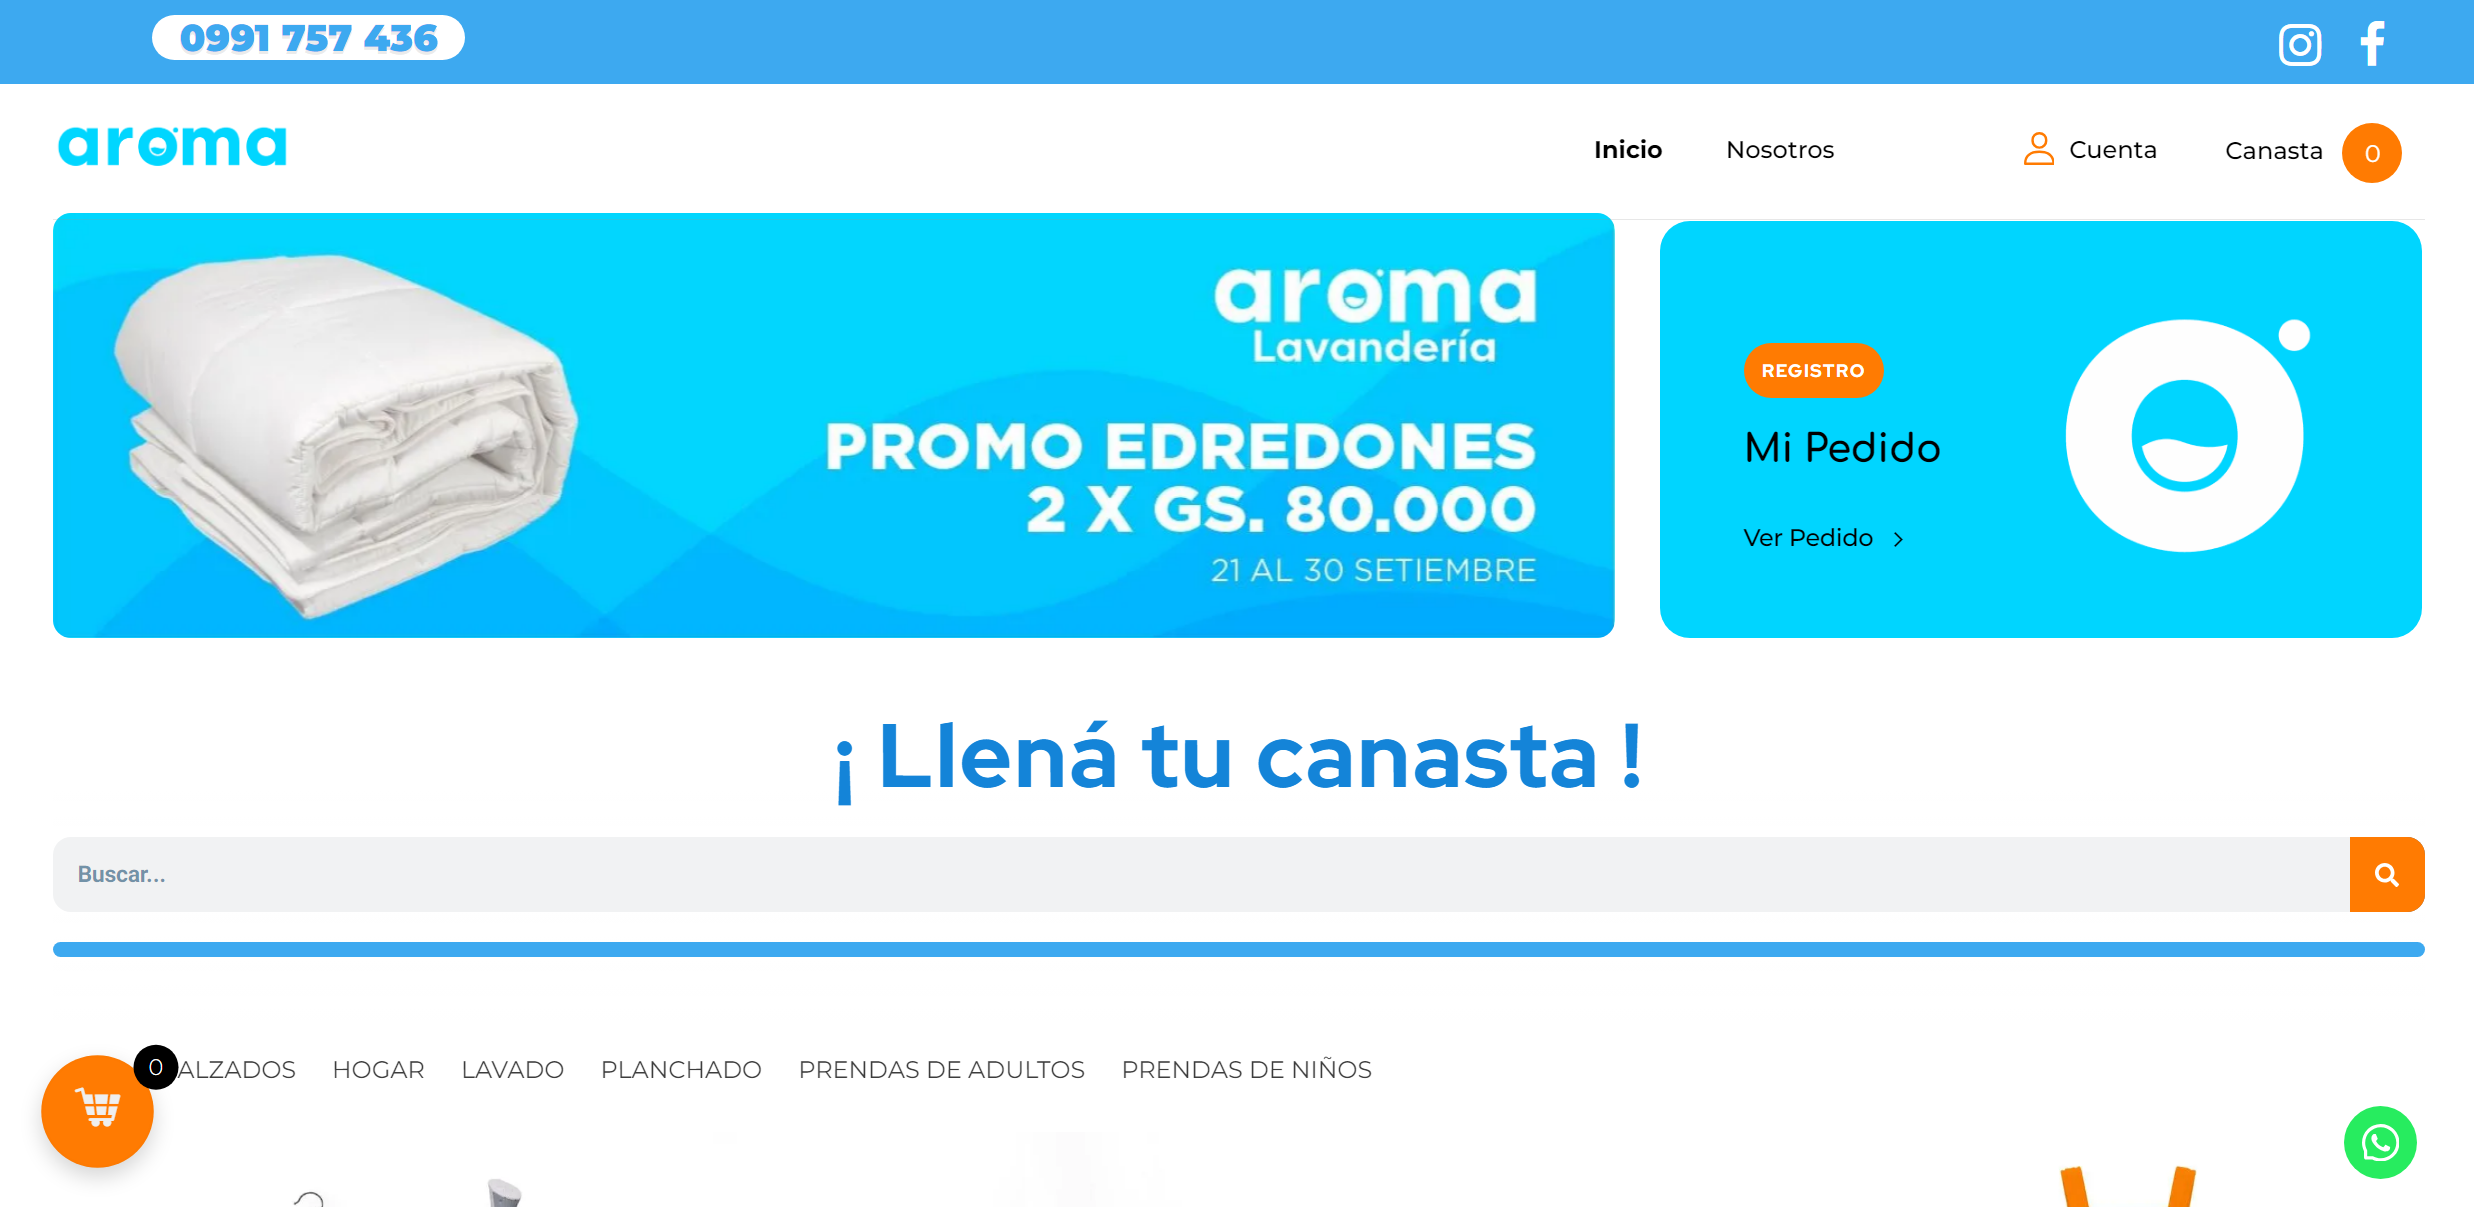 0991 757 436
aroma
Inicio
Nosotros
Cuenta
Canasta
0
aroma
Lavandería
PROMO EDREDONES
2 X GS. 80.000
21 AL 30 SETIEMBRE
REGISTRO
Mi Pedido
Ver Pedido
¡ Llená tu canasta !
Buscar...
0
ALZADOS
HOGAR
LAVADO
PLANCHADO
PRENDAS DE ADULTOS
PRENDAS DE NIÑOS